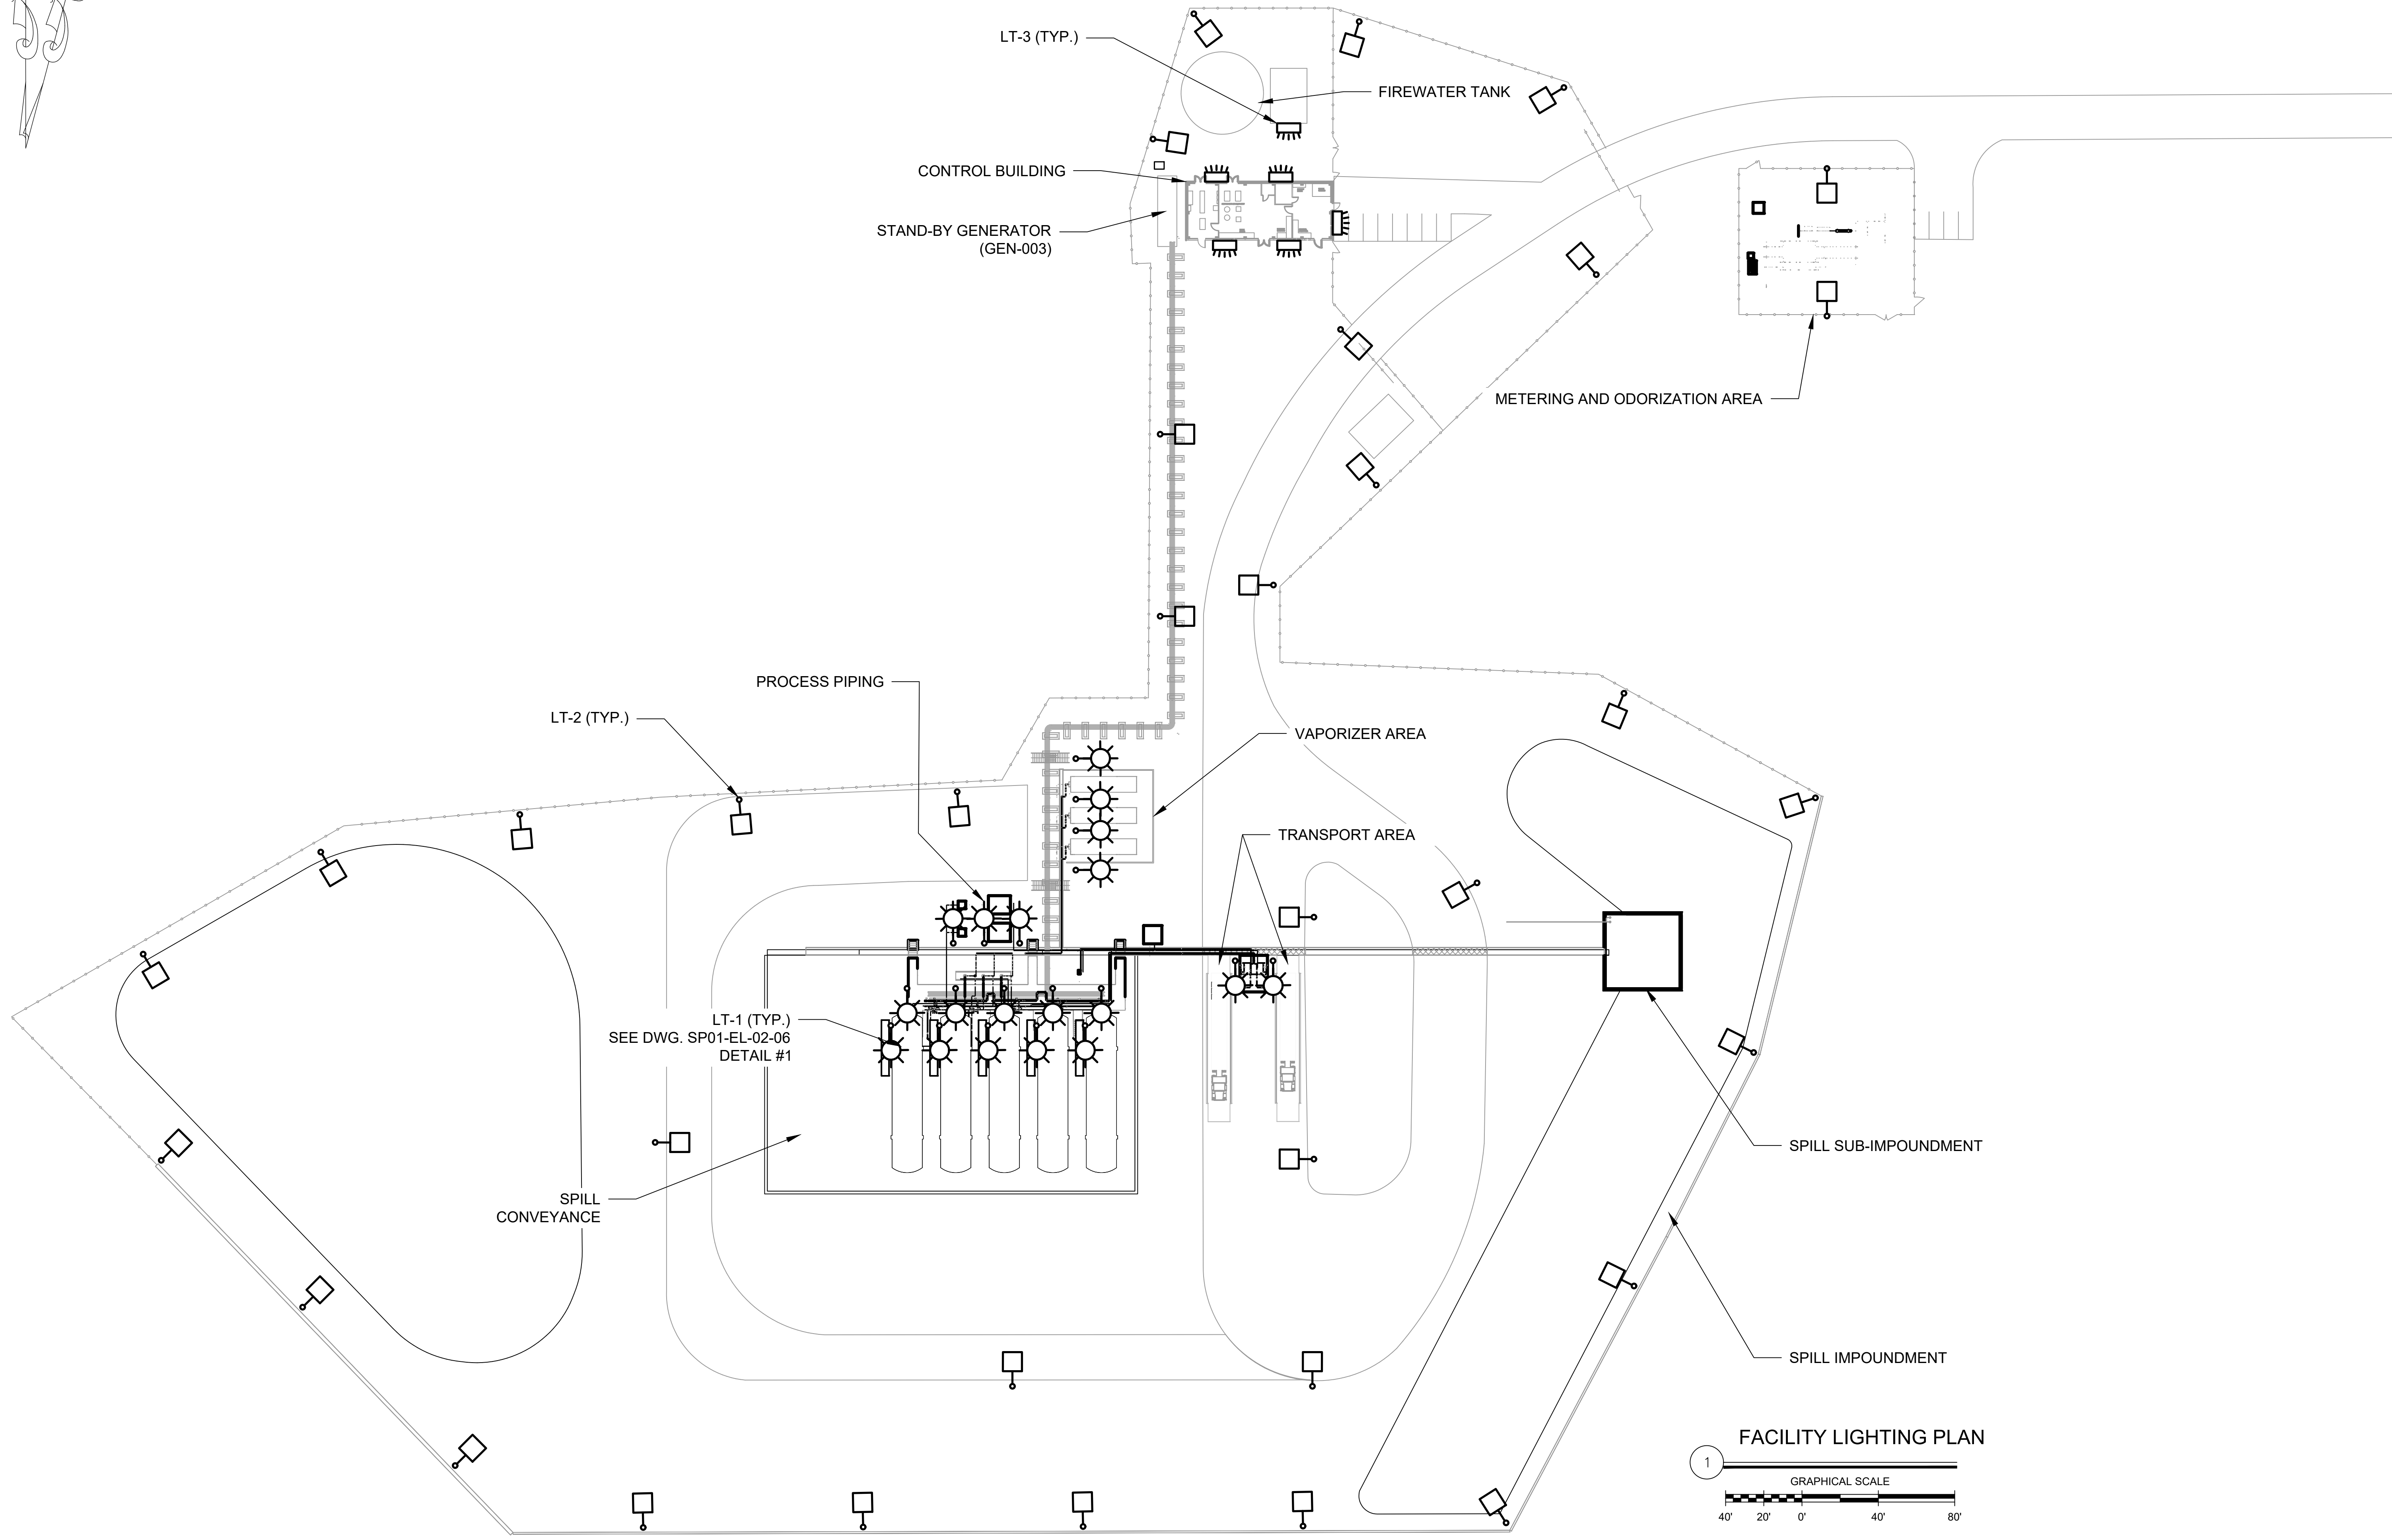 LT-3 (TYP.)
FIREWATER TANK
CONTROL BUILDING
STAND-BY GENERATOR
(GEN-003)
METERING AND ODORIZATION AREA
PROCESS PIPING
LT-2 (TYP.)
VAPORIZER AREA
TRANSPORT AREA
LT-1 (TYP.)
SEE DWG. SP01-EL-02-06
DETAIL #1
SPILL SUB-IMPOUNDMENT
SPILL
CONVEYANCE
SPILL IMPOUNDMENT
FACILITY LIGHTING PLAN
1
GRAPHICAL SCALE
40' 20' 0' 40' 80'